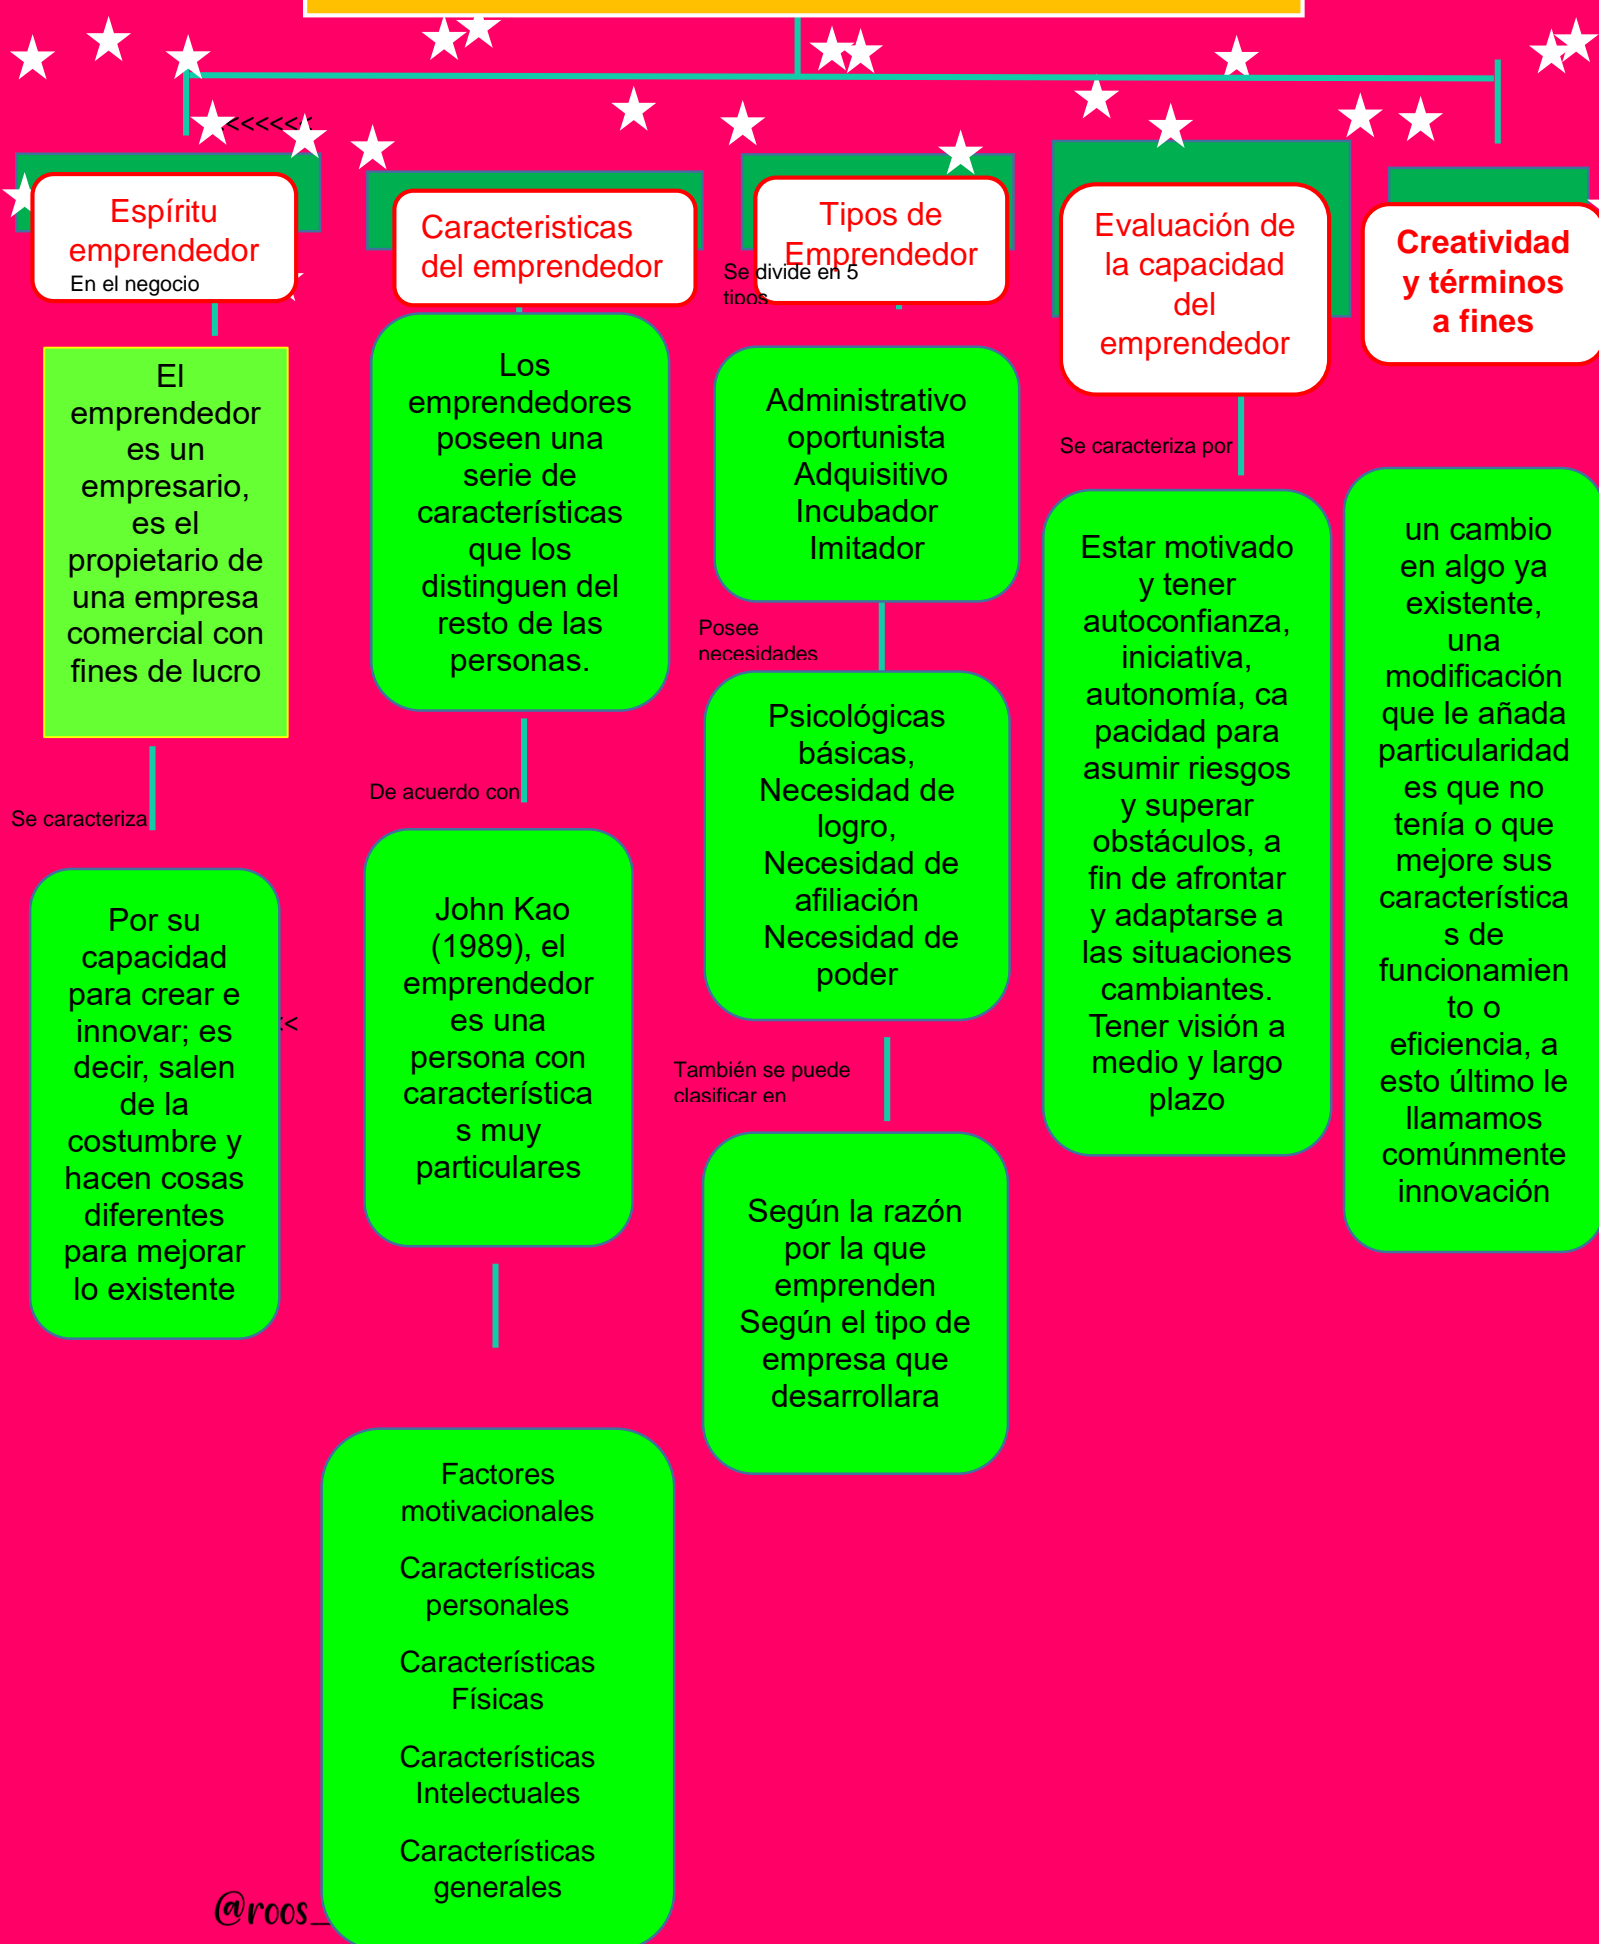 <<<<<<
Espíritu
emprendedor
En el negocio
El
emprendedor
es un
empresario,
es el
propietario de
una empresa
comercial con
fines de lucro
Se caracteriza
Por su
capacidad
para crear e
innovar; es
decir, salen
de la
costumbre y
hacen cosas
diferentes
para mejorar
lo existente
<<
Caracteristicas
del emprendedor
Los
emprendedores
poseen una
serie de
características
que los
distinguen del
resto de las
personas.
De acuerdo con
John Kao
(1989), el
emprendedor
es una
persona con
característica
s muy
particulares
Factores
motivacionales
Características
personales
Características
Físicas
Características
Intelectuales
Características
generales
Tipos de
Emprendedor
Se divide en 5
tipos
Administrativo
oportunista
Adquisitivo
Incubador
Imitador
Posee
necesidades
Psicológicas
básicas,
Necesidad de
logro,
Necesidad de
afiliación
Necesidad de
poder
También se puede
clasificar en
Según la razón
por la que
emprenden
Según el tipo de
empresa que
desarrollara
Evaluación de
la capacidad
del
emprendedor
Se caracteriza por
Estar motivado
y tener
autoconfianza,
iniciativa,
autonomía, ca
pacidad para
asumir riesgos
y superar
obstáculos, a
fin de afrontar
y adaptarse a
las situaciones
cambiantes.
Tener visión a
medio y largo
plazo
Creatividad
y términos
a fines
un cambio
en algo ya
existente,
una
modificación
que le añada
particularidad
es que no
tenía o que
mejore sus
característica
s de
funcionamien
to o
eficiencia, a
esto último le
llamamos
comúnmente
innovación
@roos_